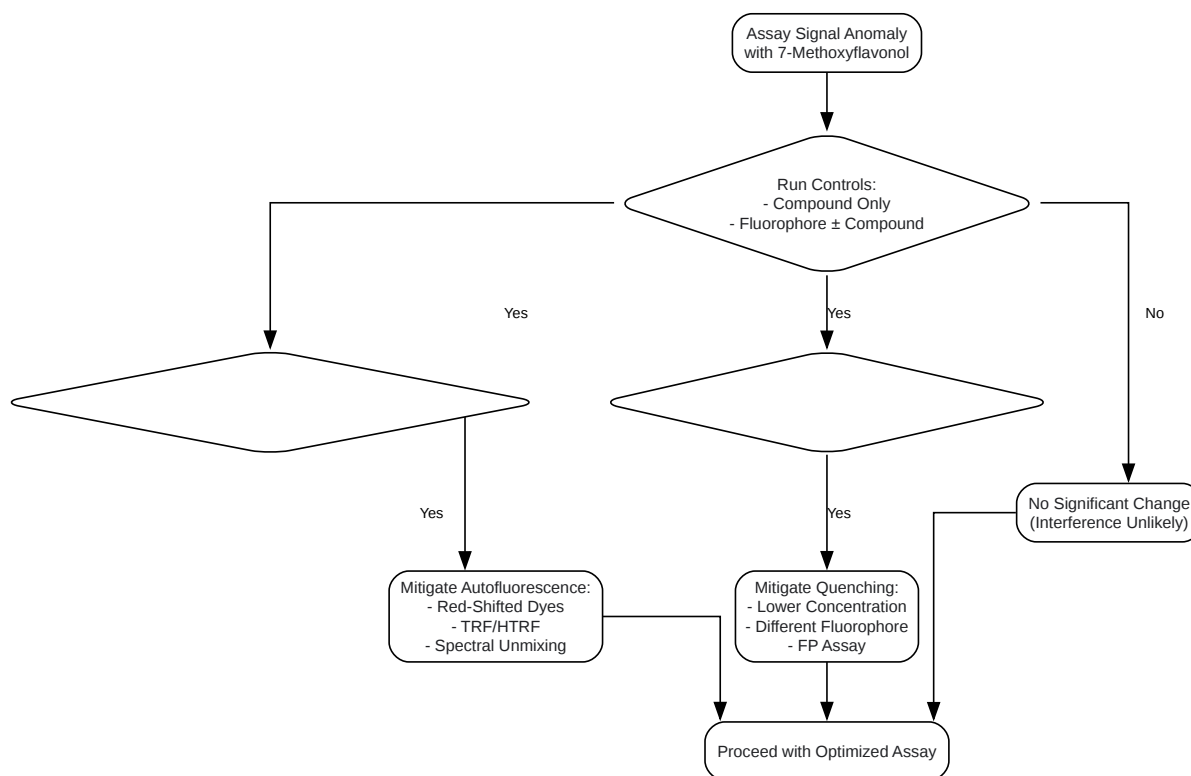 Assay Signal Anomaly
with 7-Methoxyflavonol
Run Controls:
- Compound Only
- Fluorophore ± Compound
Yes
Yes
No
Yes
Yes
No Significant Change
(Interference Unlikely)
Mitigate Autofluorescence:
- Red-Shifted Dyes
- TRF/HTRF
- Spectral Unmixing
Mitigate Quenching:
- Lower Concentration
- Different Fluorophore
- FP Assay
Proceed with Optimized Assay